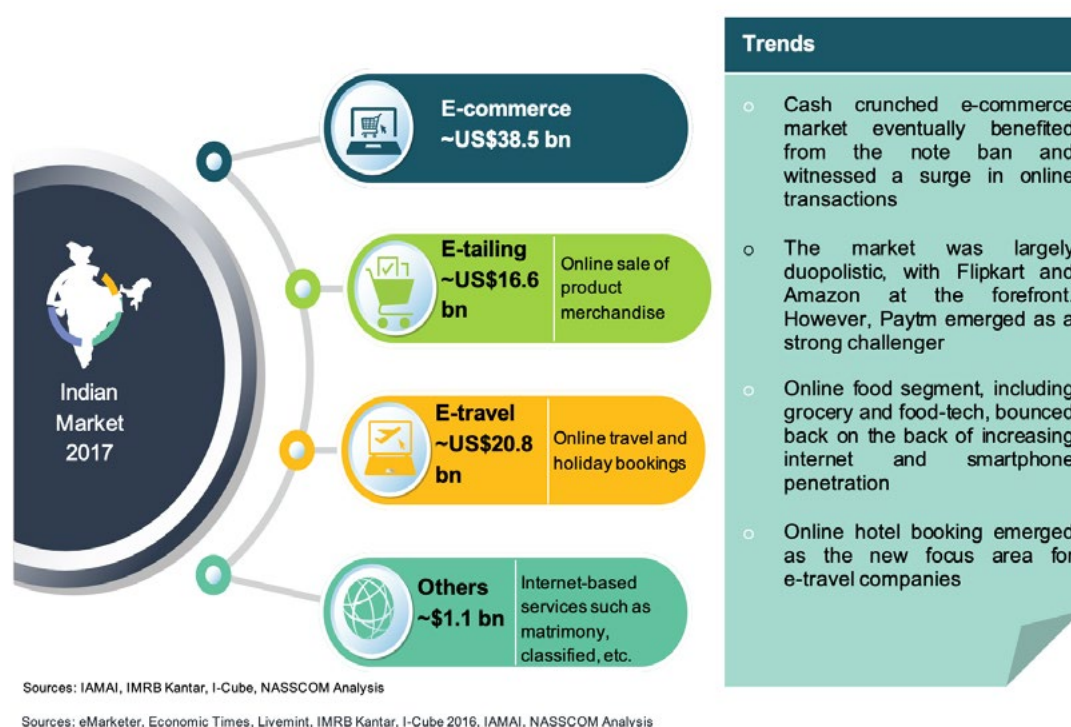 E-commerce
~US$38.5 bn
E-tailing
~US$16.6
bn
Online sale of
product
merchandise
Indian
Market
2017
E-travel
~US$20.8
bn
Online travel and
holiday bookings
Others
~$1.1 bn
Internet-based
services such as
matrimony,
classified, etc.
Trends
Cash crunched e-commerce
market eventually benefited
from the note ban and
witnessed a surge in online
transactions
The market was largely
duopolistic, with Flipkart and
Amazon at the forefront.
However, Paytm emerged as a
strong challenger
Online food segment, including
grocery and food-tech, bounced
back on the back of increasing
internet and smartphone
penetration
Online hotel booking emerged
as the new focus area for
e-travel companies
Sources: IAMAI, IMRB Kantar, I-Cube, NASSCOM Analysis
Sources: eMarketer, Economic Times, Livemint, IMRB Kantar, I-Cube 2016, IAMAI, NASSCOM Analysis